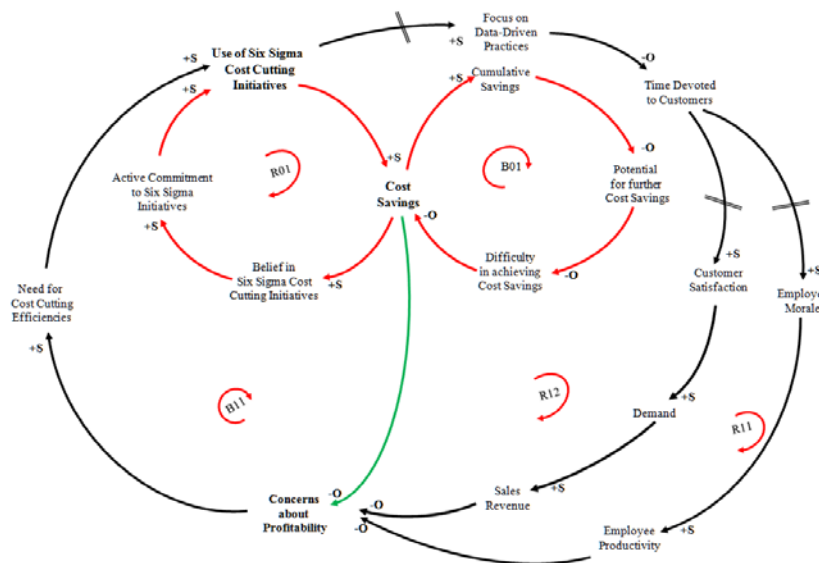 Focus on
Data-Driven
Practices
+S
-O
+S
Use of Six Sigma
Cost Cutting
Initiatives
+S
+S
Cumulative
Savings
Time Devoted
to Customers
-O
R01
B01
+S
Active Commitment
to Six Sigma
Initiatives
+S
Cost
Savings
-O
Potential
for further
Cost Savings
Belief in
Six Sigma Cost
Cutting Initiatives
+S
Difficulty
in achieving
Cost Savings
-O
+S
Customer
Satisfaction
+S
Employee
Morale
Need for
Cost Cutting
Efficiencies
+S
B11
R12
R11
Demand
+S
Concerns
about
Profitability
-O
-O
-O
Sales
Revenue
+S
Employee
Productivity
+S